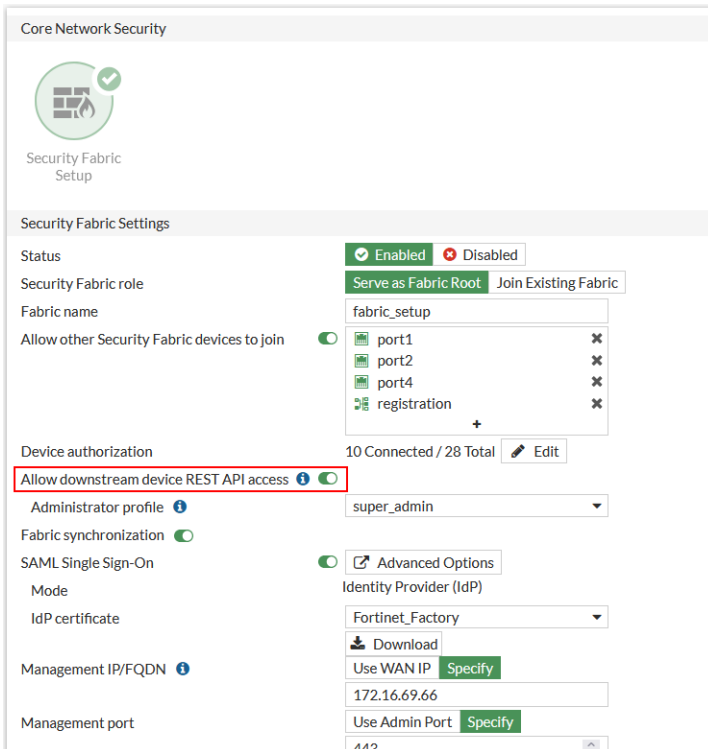 Core Network Security
Security Fabric
Setup
Security Fabric Settings
Status Enabled Disabled
Security Fabric role Serve as Fabric Root Join Existing Fabric
Fabric name fabric_setup
Allow other Security Fabric devices to join port1
port2
port4
registration
+
Device authorization 10 Connected / 28 Total Edit
Allow downstream device REST API access
Administrator profile super_admin
Fabric synchronization
SAML Single Sign-On Advanced Options
Mode Identity Provider (IdP)
IdP certificate Fortinet_Factory
Download
Management IP/FQDN Use WAN IP Specify
172.16.69.66
Management port Use Admin Port Specify
443